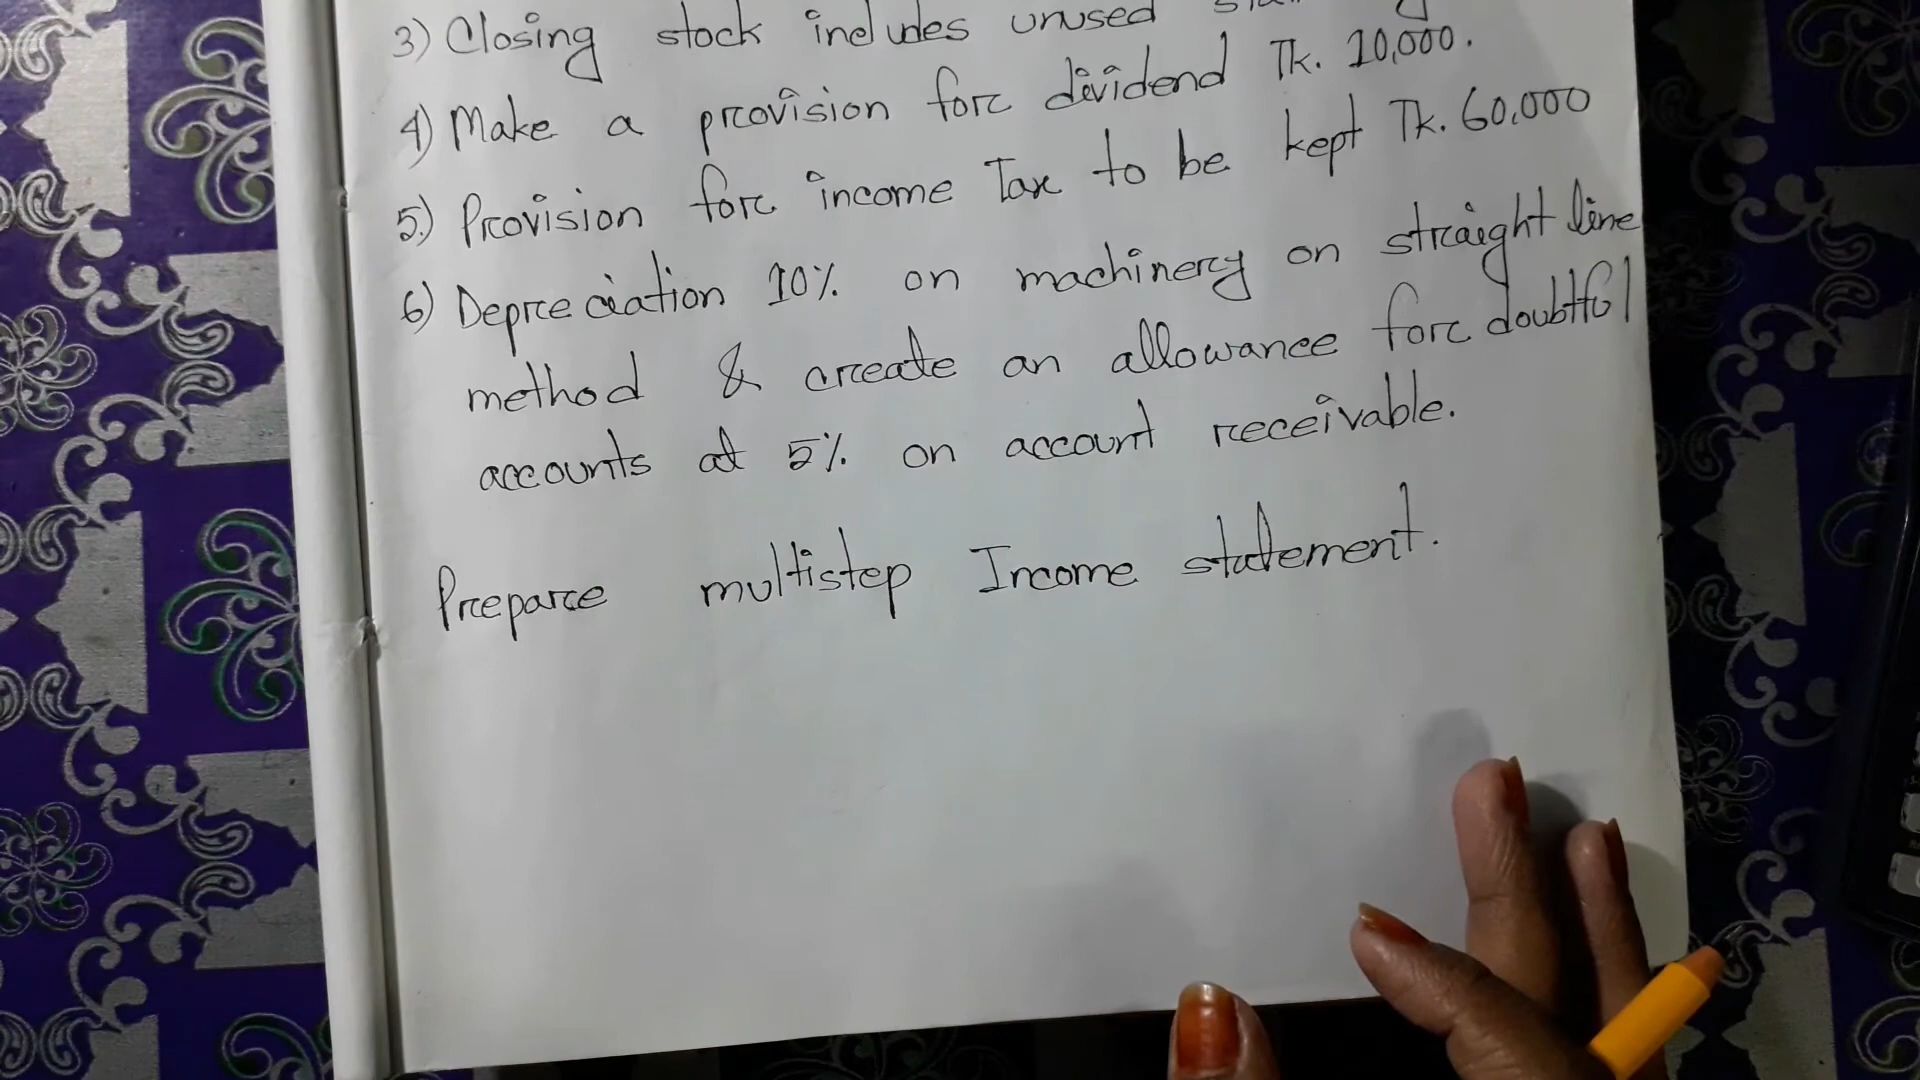 3) Closing stock includes unused
4) Make a provision for dividend Tk. 10,000.
5.) Provision for income Tax to be kept Tk. 60,000
6) Depreciation 10% on machinery on straight line
method & create an allowance for doubtful
accounts at 5% on account receivable.
Prepare multistep Income statement.